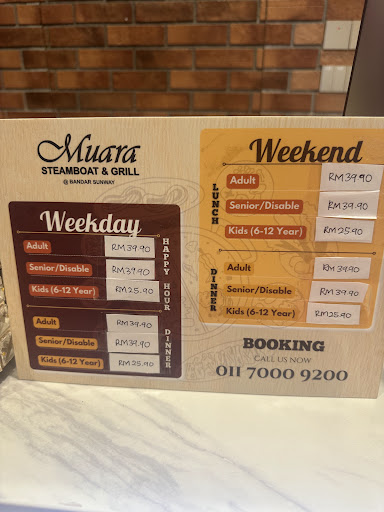 Muara
STEAMBOAT & GRILL
@ BANDAR SUNWAY
Weekday
Adult RM39.90
Senior/Disable RM39.90
Kids (6-12 Year) RM25.90
HAPPY HOUR
Adult RM39.90
Senior/Disable RM39.90
Kids (6-12 Year) RM25.90
DINNER
Weekend
LUNCH
Adult RM39.90
Senior/Disable RM39.90
Kids (6-12 Year) RM25.90
DINNER
Adult RM39.90
Senior/Disable RM39.90
Kids (6-12 Year) RM25.90
BOOKING
CALL US NOW
011 7000 9200